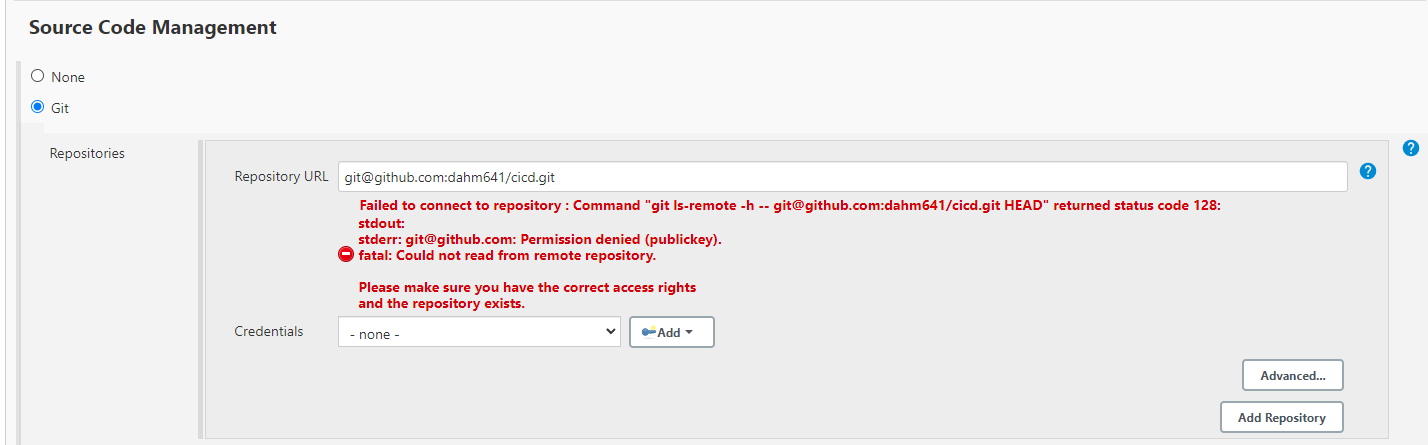 Source Code Management
None
Git
Repositories
?
Repository URL git@github.com:dahm641/cicd.git ?
Failed to connect to repository : Command "git ls-remote -h -- git@github.com:dahm641/cicd.git HEAD" returned status code 128:
stdout:
stderr: git@github.com: Permission denied (publickey).
fatal: Could not read from remote repository.
Please make sure you have the correct access rights
and the repository exists.
Credentials - none - Add
Advanced...
Add Repository